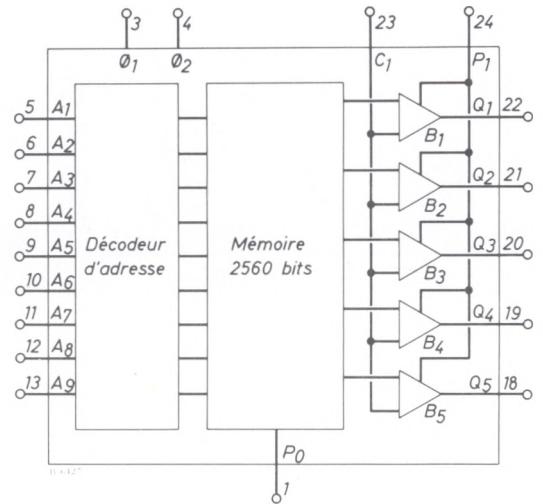 3 4 23 24
Ø1 Ø2 C1 P1
5 A1 Q1 22
B1
6 A2
7 A3 Q2 21
B2
8 A4
9 A5 Décodeur d'adresse Mémoire 2560 bits Q3 20
B3
10 A6
11 A7 Q4 19
B4
12 A8
13 A9 Q5 18
B5
P0
1